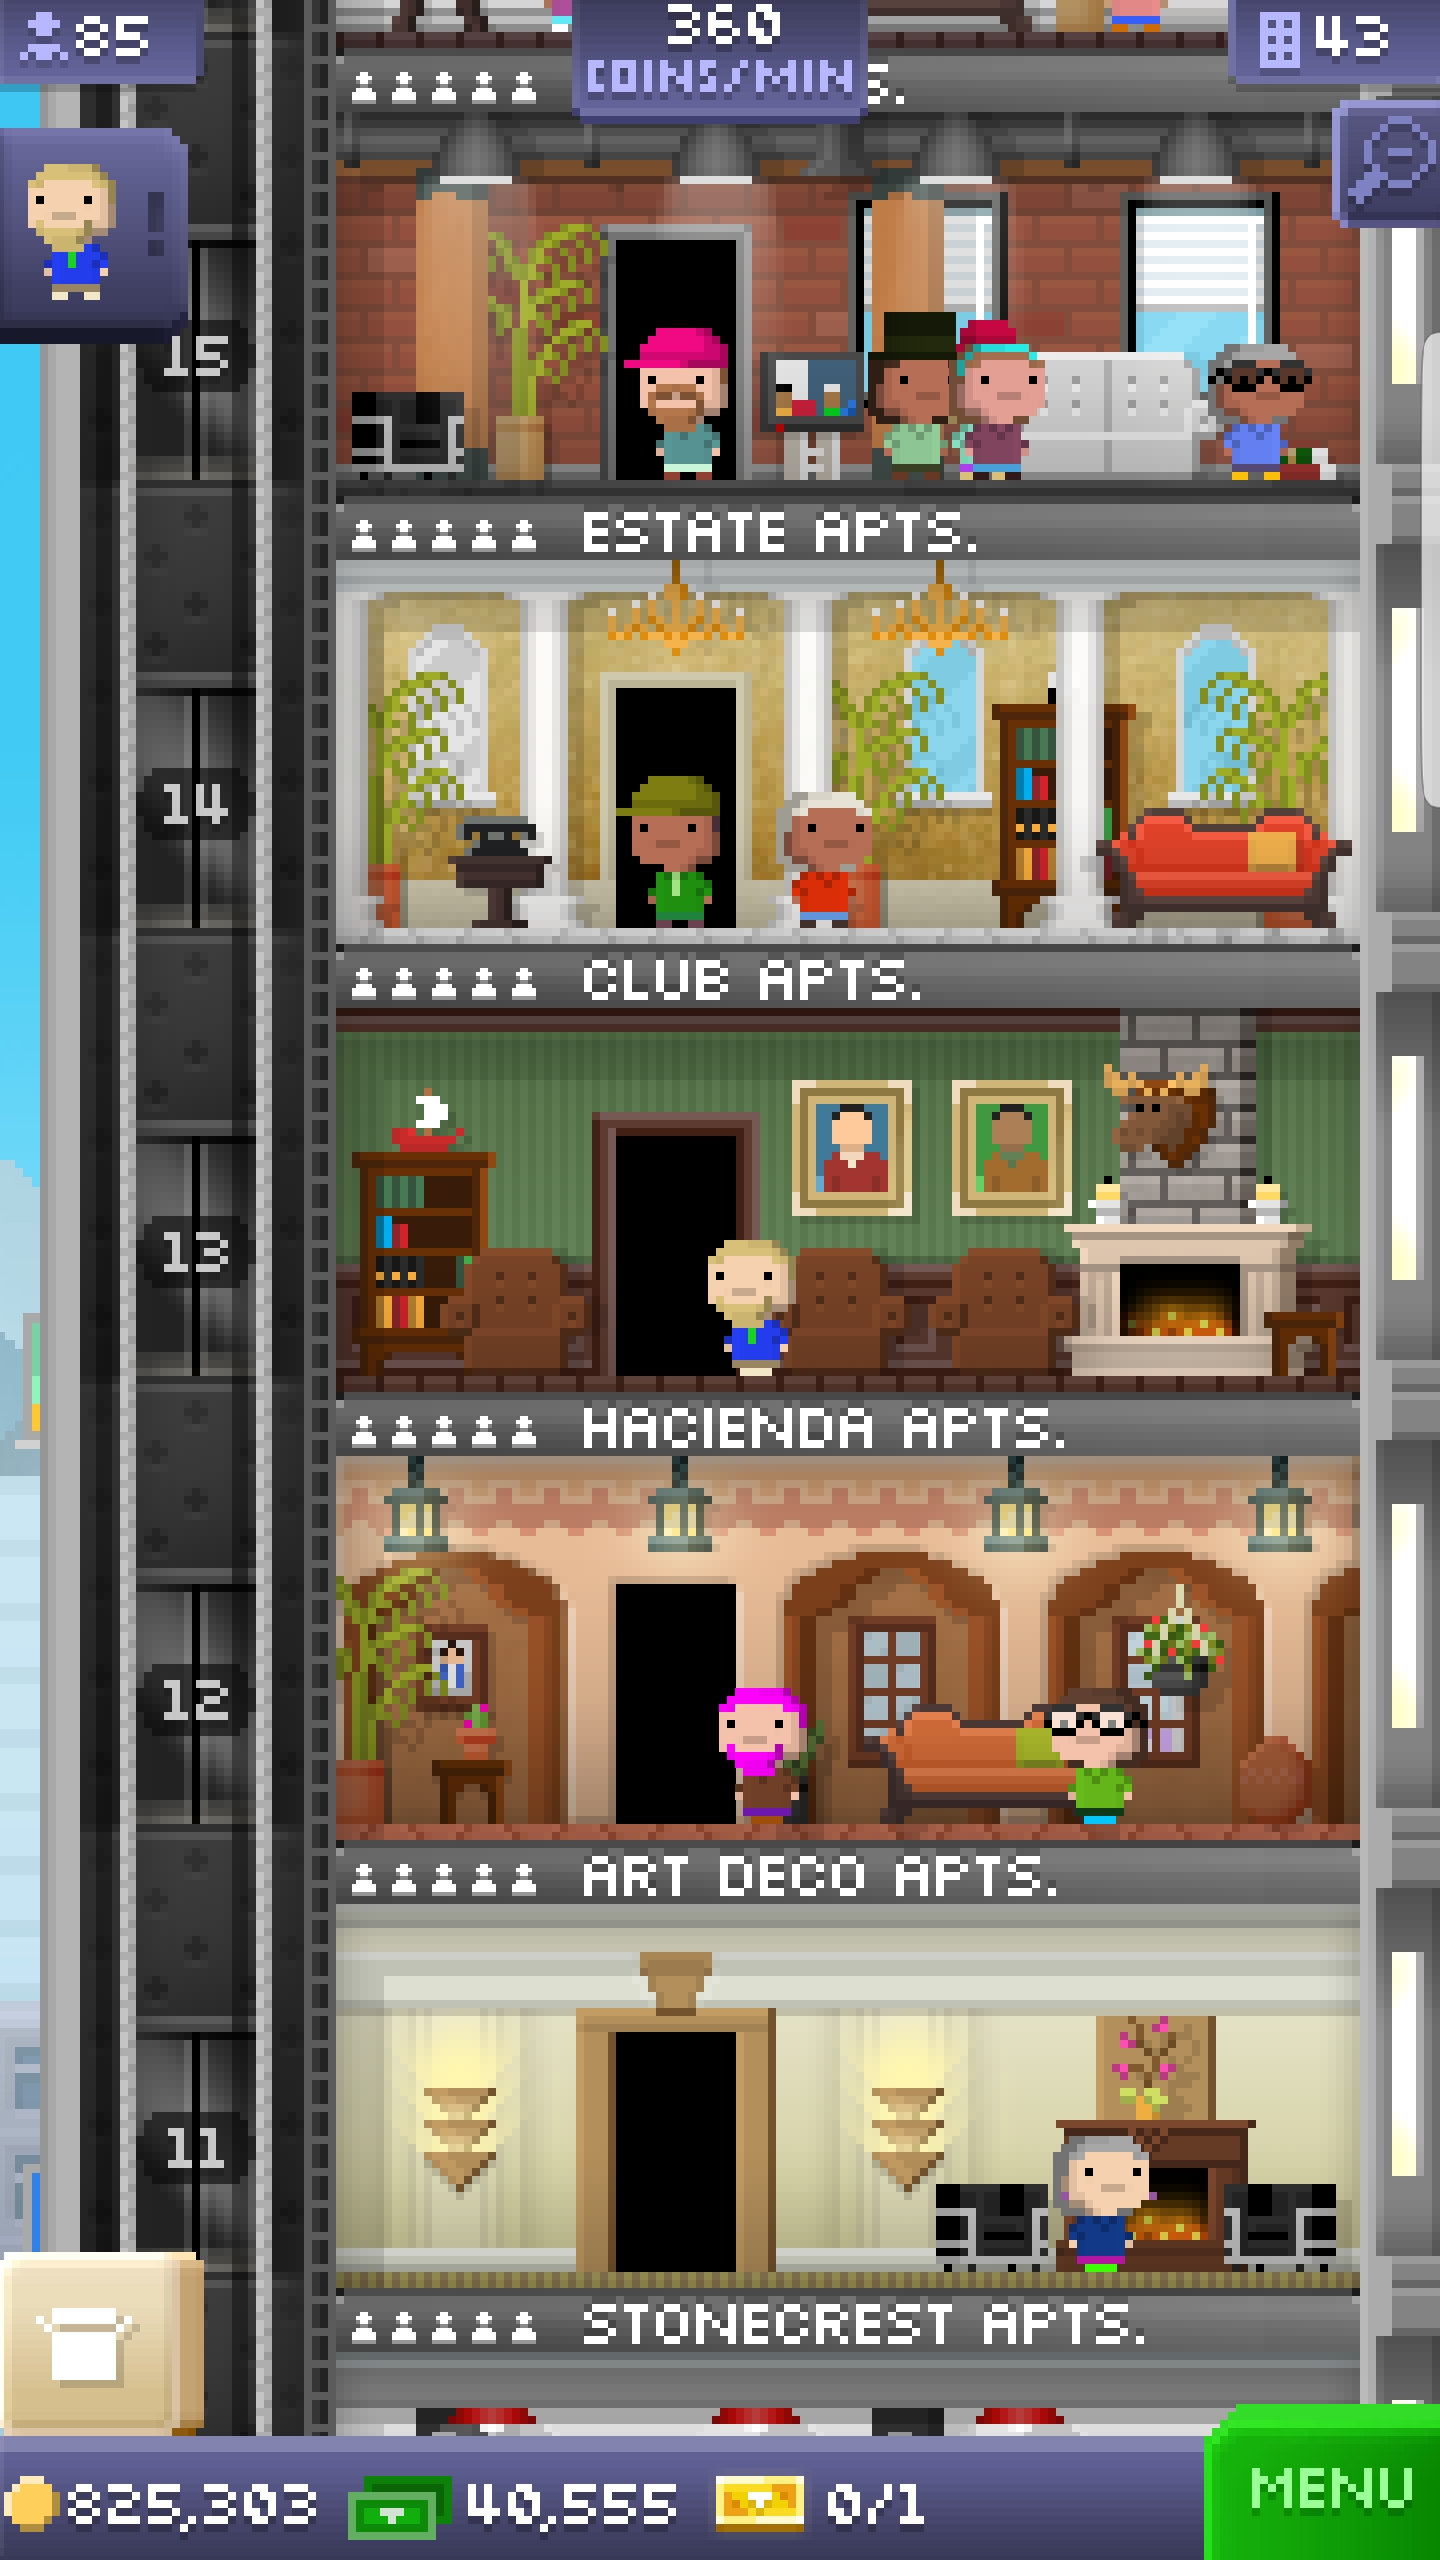 85
360
COINS/MIN
43
S.
15
ESTATE APTS.
14
CLUB APTS.
13
HACIENDA APTS.
12
ART DECO APTS.
11
STONECREST APTS.
825,303
40,555
0/1
MENU